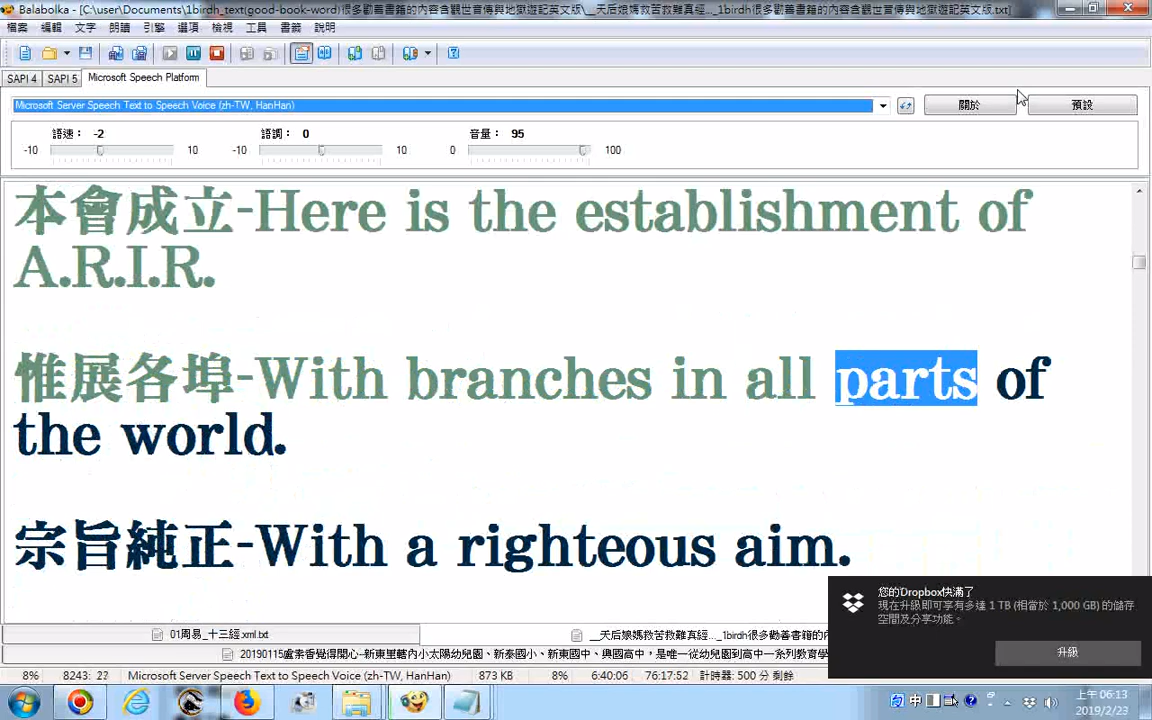 Balabolka - [C:\user\Documents\1birdh_text(good-book-word)很多勸善書籍的內容含觀世音傳與地獄遊記英文版\__天后娘媽救苦救難真經..._1birdh很多勸善書籍的內容含觀世音傳與地獄遊記英文版.txt]
檔案 編輯 文字 朗讀 引擎 選項 檢視 工具 書籤 說明
SAPI 4 SAPI 5 Microsoft Speech Platform
Microsoft Server Speech Text to Speech Voice (zh-TW, HanHan) 關於 預設
語速： -2 語調： 0 音量： 95
-10 10 -10 10 0 100
本會成立-Here is the establishment of
A.R.I.R.
惟展各埠-With branches in all parts of
the world.
宗旨純正-With a righteous aim.
您的Dropbox快滿了
現在升級即可享有多達 1 TB (相當於 1,000 GB) 的儲存
空間及分享功能。
升級
01周易_十三經.xml.txt __天后娘媽救苦救難真經..._1birdh很多勸善書籍的內
20190115盧素香覺得開心─新東里轄內小太陽幼兒園、新泰國小、新東國中、興國高中，是唯一從幼兒園到高中一系列教育學
8% 8243: 22 Microsoft Server Speech Text to Speech Voice (zh-TW, HanHan) 873 KB 8% 6:40:06 76:17:52 計時器: 500 分 剩餘
中
上午 06:13
2019/2/23